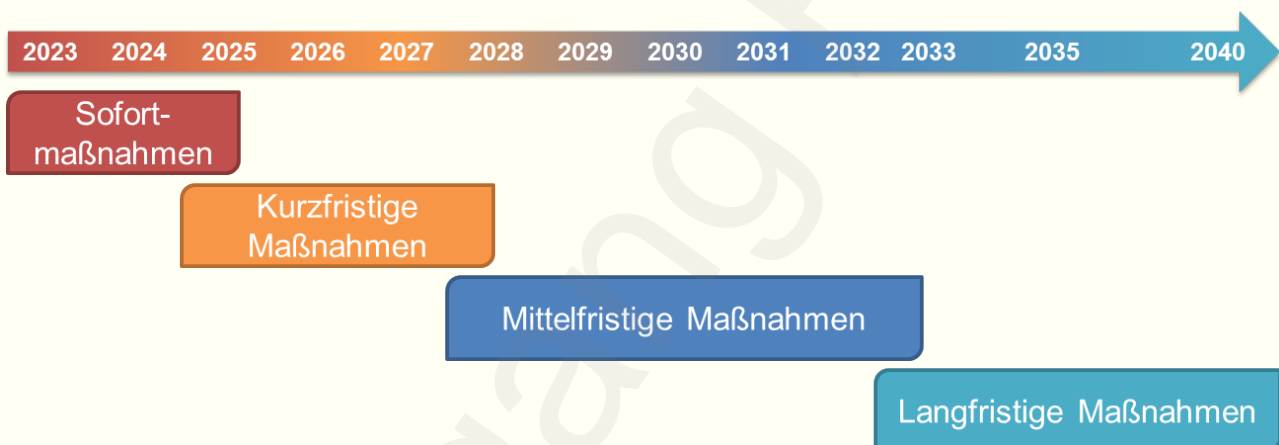 2023 2024 2025 2026 2027 2028 2029 2030 2031 2032 2033 2035 2040
Sofort-
maßnahmen
Kurzfristige
Maßnahmen
Mittelfristige Maßnahmen
Langfristige Maßnahmen